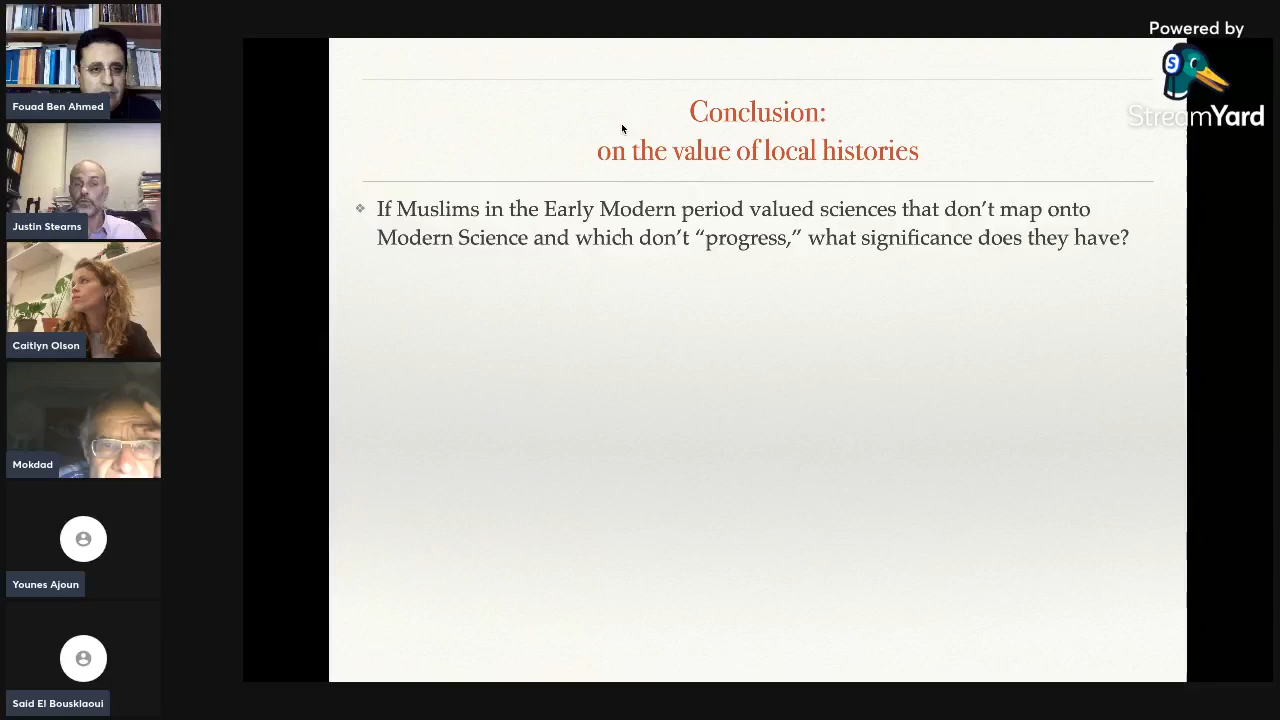 Fouad Ben Ahmed
Justin Stearns
Caitlyn Olson
Mokdad
Younes Ajoun
Said El Bousklaoui
Conclusion:
on the value of local histories
If Muslims in the Early Modern period valued sciences that don’t map onto
Modern Science and which don’t “progress,” what significance does they have?
Powered by
S
StreamYard